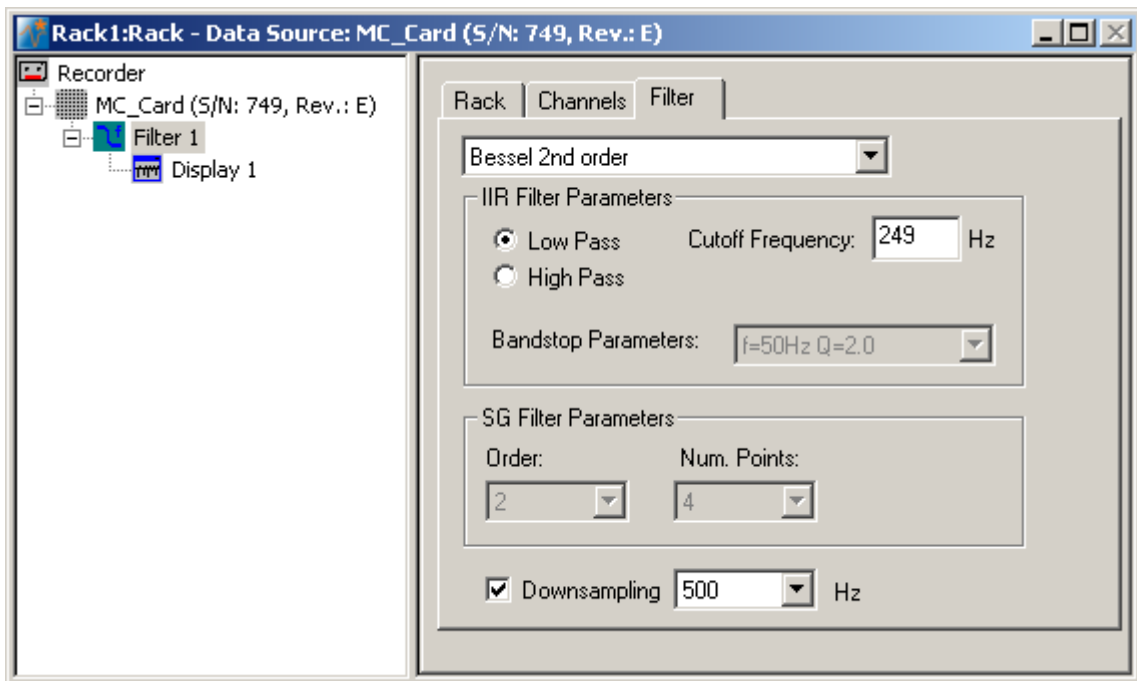 Rack1:Rack - Data Source: MC_Card (S/N: 749, Rev.: E)
Recorder
MC_Card (S/N: 749, Rev.: E)
Filter 1
Display 1
Rack Channels Filter
Bessel 2nd order
IIR Filter Parameters
Low Pass Cutoff Frequency: 249 Hz
High Pass
Bandstop Parameters: f=50Hz Q=2.0
SG Filter Parameters
Order: Num. Points:
2 4
Downsampling 500 Hz